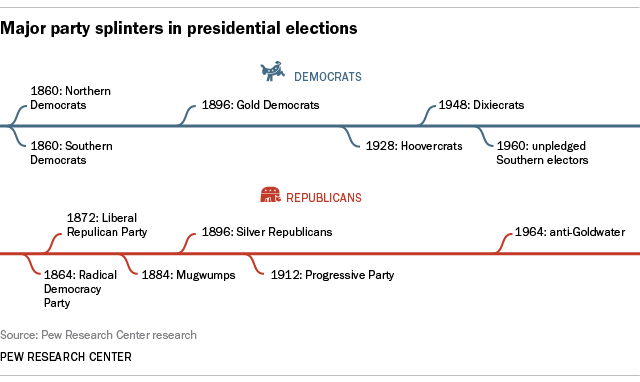 Major party splinters in presidential elections
DEMOCRATS
1860: Northern
Democrats
1896: Gold Democrats
1948: Dixiecrats
1860: Southern
Democrats
1928: Hoovercrats
1960: unpledged
Southern electors
REPUBLICANS
1872: Liberal
Repulican Party
1896: Silver Republicans
1964: anti-Goldwater
1864: Radical
Democracy
Party
1884: Mugwumps
1912: Progressive Party
Source: Pew Research Center research
PEW RESEARCH CENTER